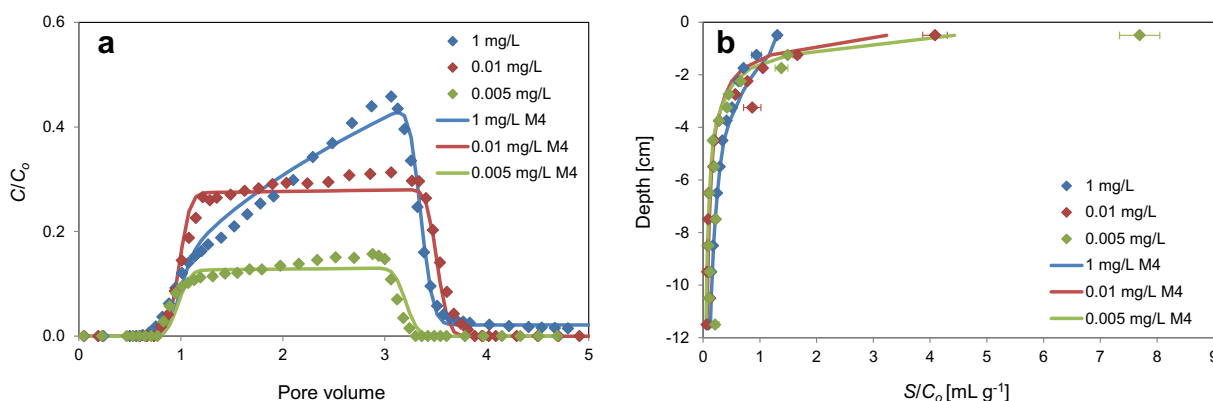 a
0.6
0.4
0.2
0.0
C/Co
0
1
2
3
4
5
Pore volume
1 mg/L
0.01 mg/L
0.005 mg/L
1 mg/L M4
0.01 mg/L M4
0.005 mg/L M4
b
0
-2
-4
-6
-8
-10
-12
Depth [cm]
0
1
2
3
4
5
6
7
8
9
S/Co [mL g-1]
1 mg/L
0.01 mg/L
0.005 mg/L
1 mg/L M4
0.01 mg/L M4
0.005 mg/L M4